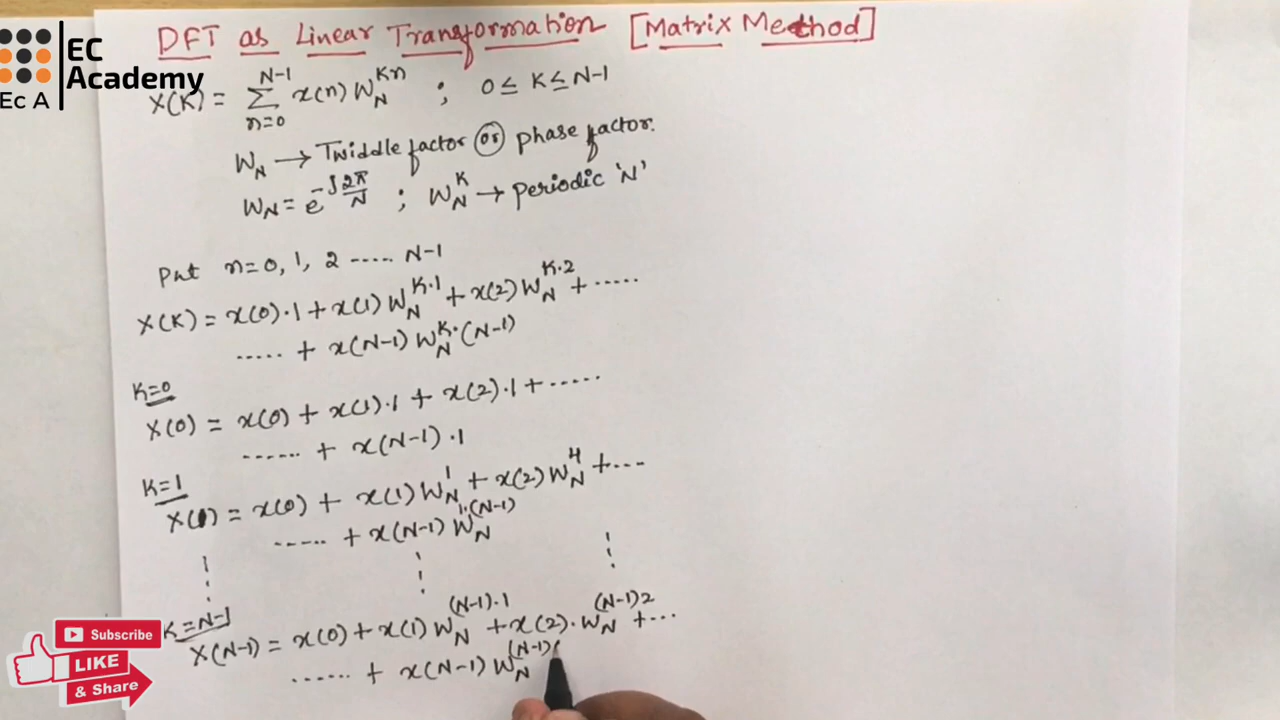 DFT as Linear Transformation [Matrix Method]
EC Academy
Ec A
X(K) = Σ_{n=0}^{N-1} x(n) W_N^{Kn} ; 0 ≤ K ≤ N-1
W_N → Twiddle factor or phase factor.
W_N = e^{-j2π/N} ; W_N^K → periodic 'N'
Put n=0, 1, 2 ..... N-1
X(K) = x(0)·1 + x(1) W_N^{K·1} + x(2) W_N^{K·2} + .....
..... + x(N-1) W_N^{K·(N-1)}
K=0
X(0) = x(0) + x(1)·1 + x(2)·1 + ......
...... + x(N-1)·1
K=1
X(1) = x(0) + x(1) W_N^1 + x(2) W_N^4 + ....
...... + x(N-1) W_N^{1·(N-1)}
K=N-1
X(N-1) = x(0) + x(1) W_N^{(N-1)·1} + x(2)· W_N^{(N-1)2} + ...
...... + x(N-1) W_N^{(N-1)(
Subscribe
LIKE
& Share